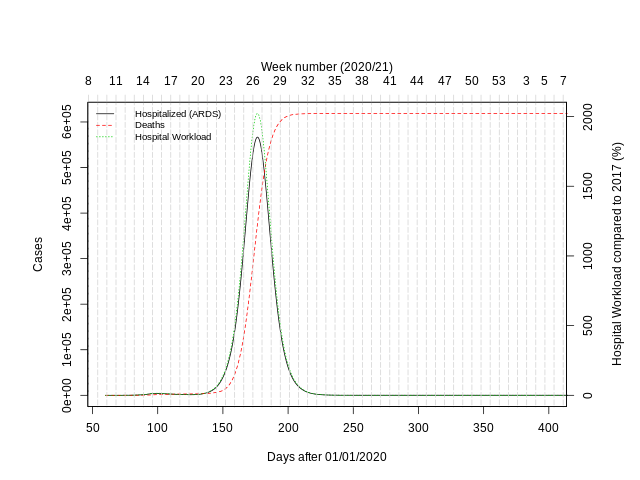 Week number (2020/21)
8 11 14 17 20 23 26 29 32 35 38 41 44 47 50 53 3 5 7
Hospitalized (ARDS)
Deaths
Hospital Workload
Cases
0e+00 1e+05 2e+05 3e+05 4e+05 5e+05 6e+05
Hospital Workload compared to 2017 (%)
0 500 1000 1500 2000
50 100 150 200 250 300 350 400
Days after 01/01/2020